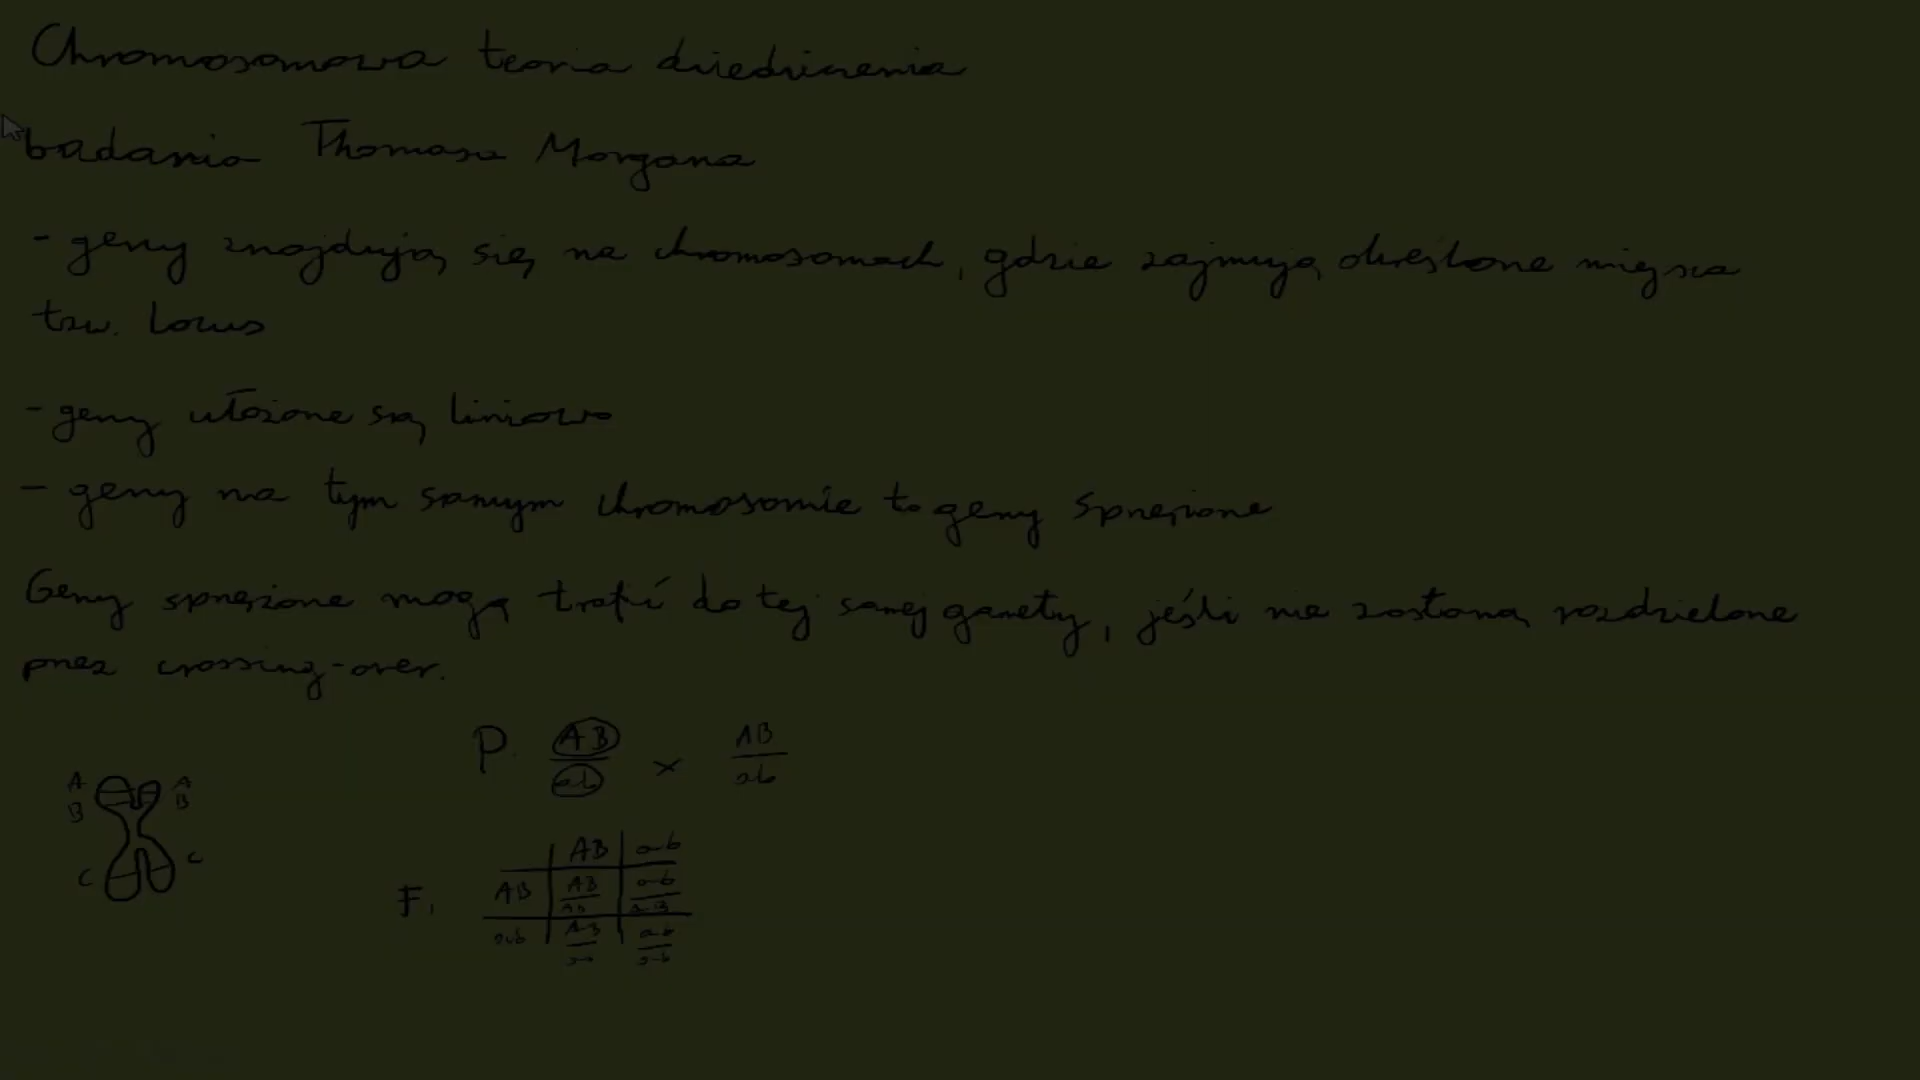 Chromosomowa teoria dziedziczenia
badania Thomasa Morgana
- geny znajdują się na chromosomach, gdzie zajmują określone miejsca
tzw. locus
- geny ułożone są liniowo
- geny na tym samym chromosomie to geny sprzężone
Geny sprzężone mogą trafić do tej samej gamety, jeśli nie zostaną rozdzielone
przez crossing-over.
P. AB × AB
ab ab
A A
B B
C c
AB ab
F1 AB AB ab
AB AB
ab AB ab
ab